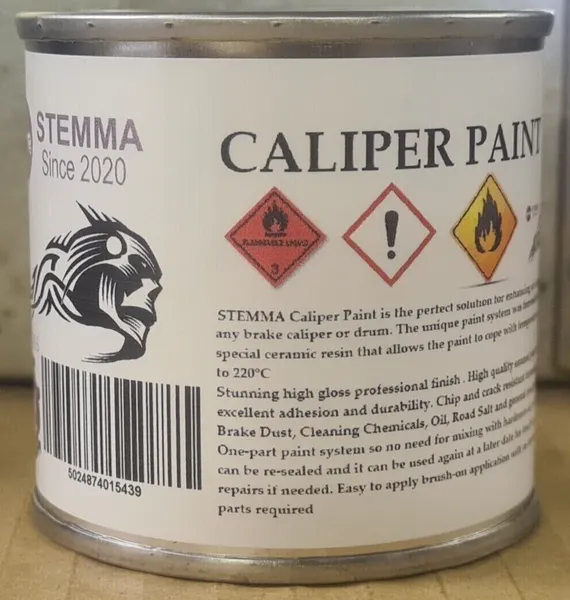 STEMMA
Since 2020
CALIPER PAINT
FLAMMABLE LIQUID
3
STEMMA Caliper Paint is the perfect solution for enhancing
any brake caliper or drum. The unique paint system was
special ceramic resin that allows the paint to cope with
to 220°C
Stunning high gloss professional finish . High quality
excellent adhesion and durability. Chip and crack resistant
Brake Dust, Cleaning Chemicals, Oil, Road Salt and
One-part paint system so no need for mixing with
can be re-sealed and it can be used again at a later date
repairs if needed. Easy to apply brush-on application
parts required
5024874015439